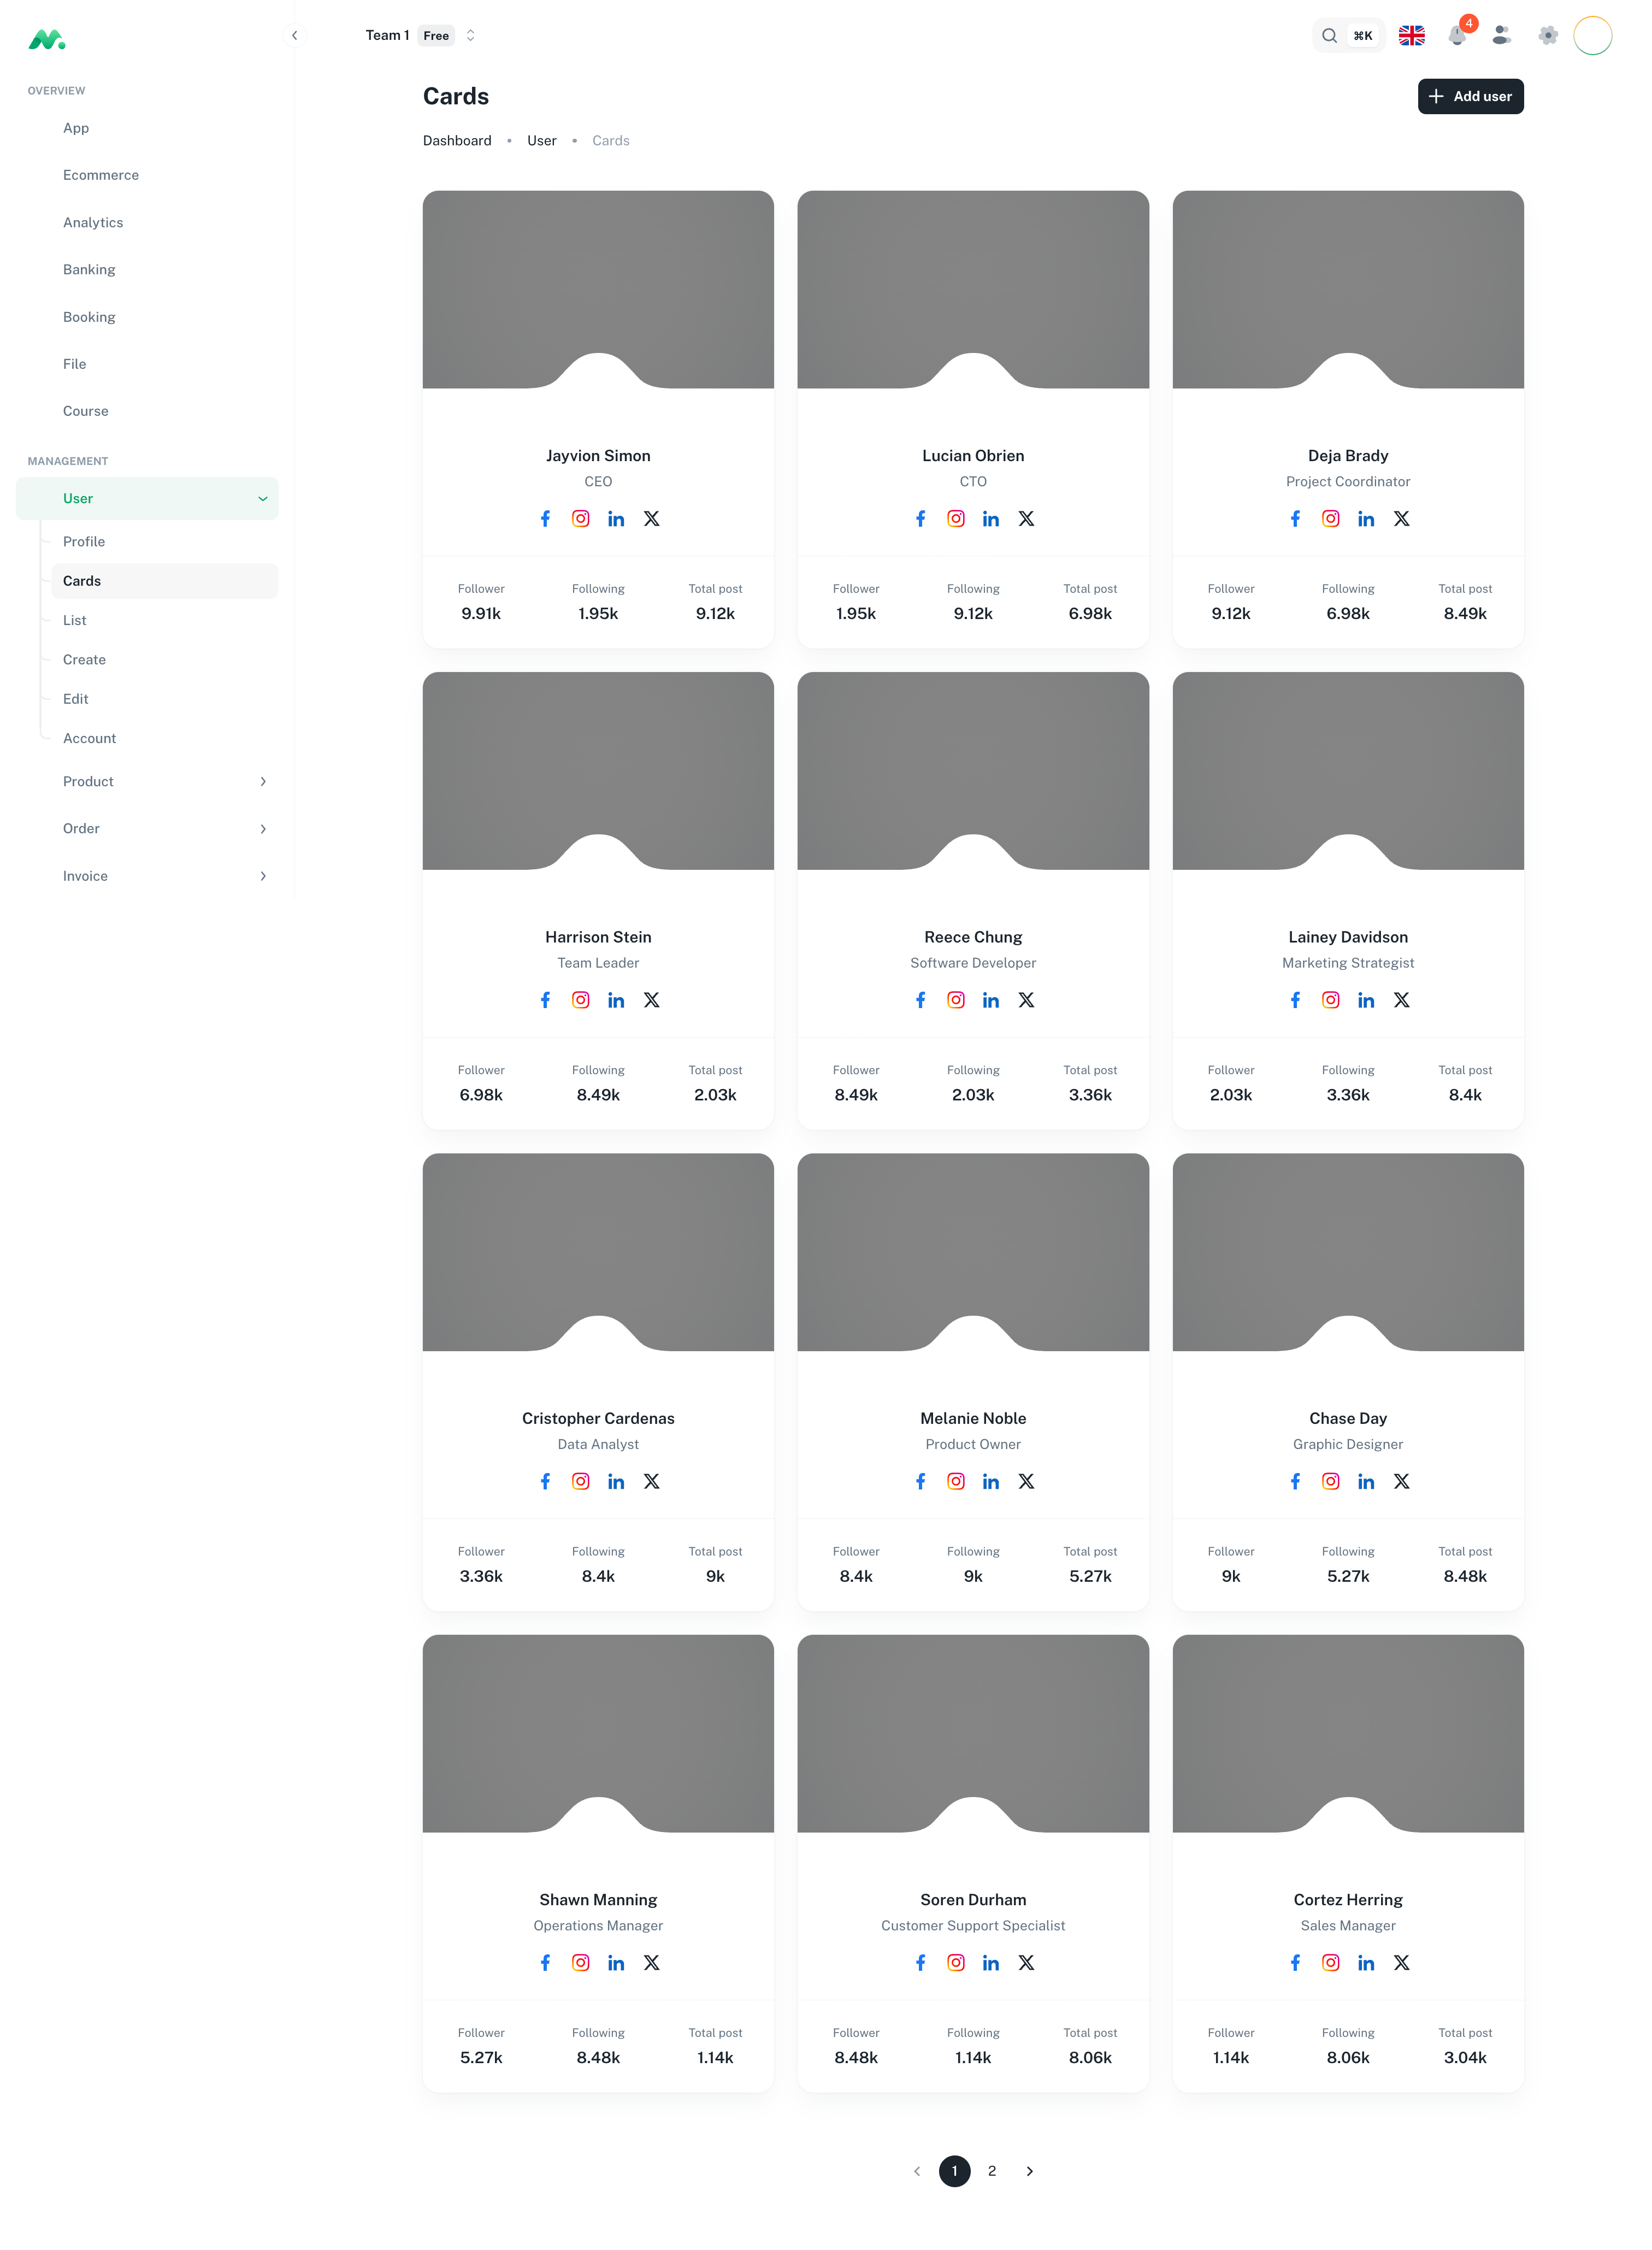 Team 1 Free
⌘K
4
OVERVIEW
App
Ecommerce
Analytics
Banking
Booking
File
Course
MANAGEMENT
User
Profile
Cards
List
Create
Edit
Account
Product
Order
Invoice
Cards
Add user
Dashboard • User • Cards
Jayvion Simon
CEO
Follower Following Total post
9.91k 1.95k 9.12k
Lucian Obrien
CTO
Follower Following Total post
1.95k 9.12k 6.98k
Deja Brady
Project Coordinator
Follower Following Total post
9.12k 6.98k 8.49k
Harrison Stein
Team Leader
Follower Following Total post
6.98k 8.49k 2.03k
Reece Chung
Software Developer
Follower Following Total post
8.49k 2.03k 3.36k
Lainey Davidson
Marketing Strategist
Follower Following Total post
2.03k 3.36k 8.4k
Cristopher Cardenas
Data Analyst
Follower Following Total post
3.36k 8.4k 9k
Melanie Noble
Product Owner
Follower Following Total post
8.4k 9k 5.27k
Chase Day
Graphic Designer
Follower Following Total post
9k 5.27k 8.48k
Shawn Manning
Operations Manager
Follower Following Total post
5.27k 8.48k 1.14k
Soren Durham
Customer Support Specialist
Follower Following Total post
8.48k 1.14k 8.06k
Cortez Herring
Sales Manager
Follower Following Total post
1.14k 8.06k 3.04k
1 2